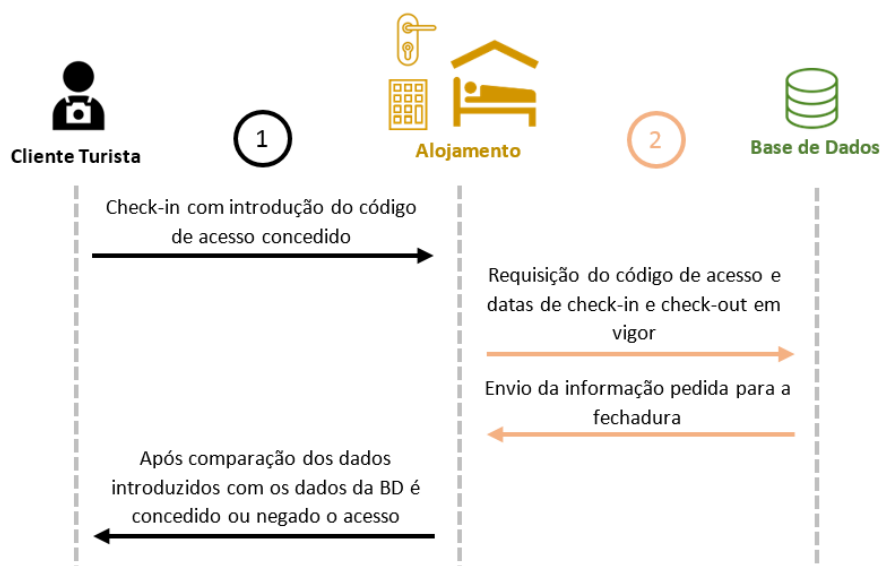 Cliente Turista
1
Alojamento
2
Base de Dados
Check-in com introdução do código
de acesso concedido
Requisição do código de acesso e
datas de check-in e check-out em
vigor
Envio da informação pedida para a
fechadura
Após comparação dos dados
introduzidos com os dados da BD é
concedido ou negado o acesso